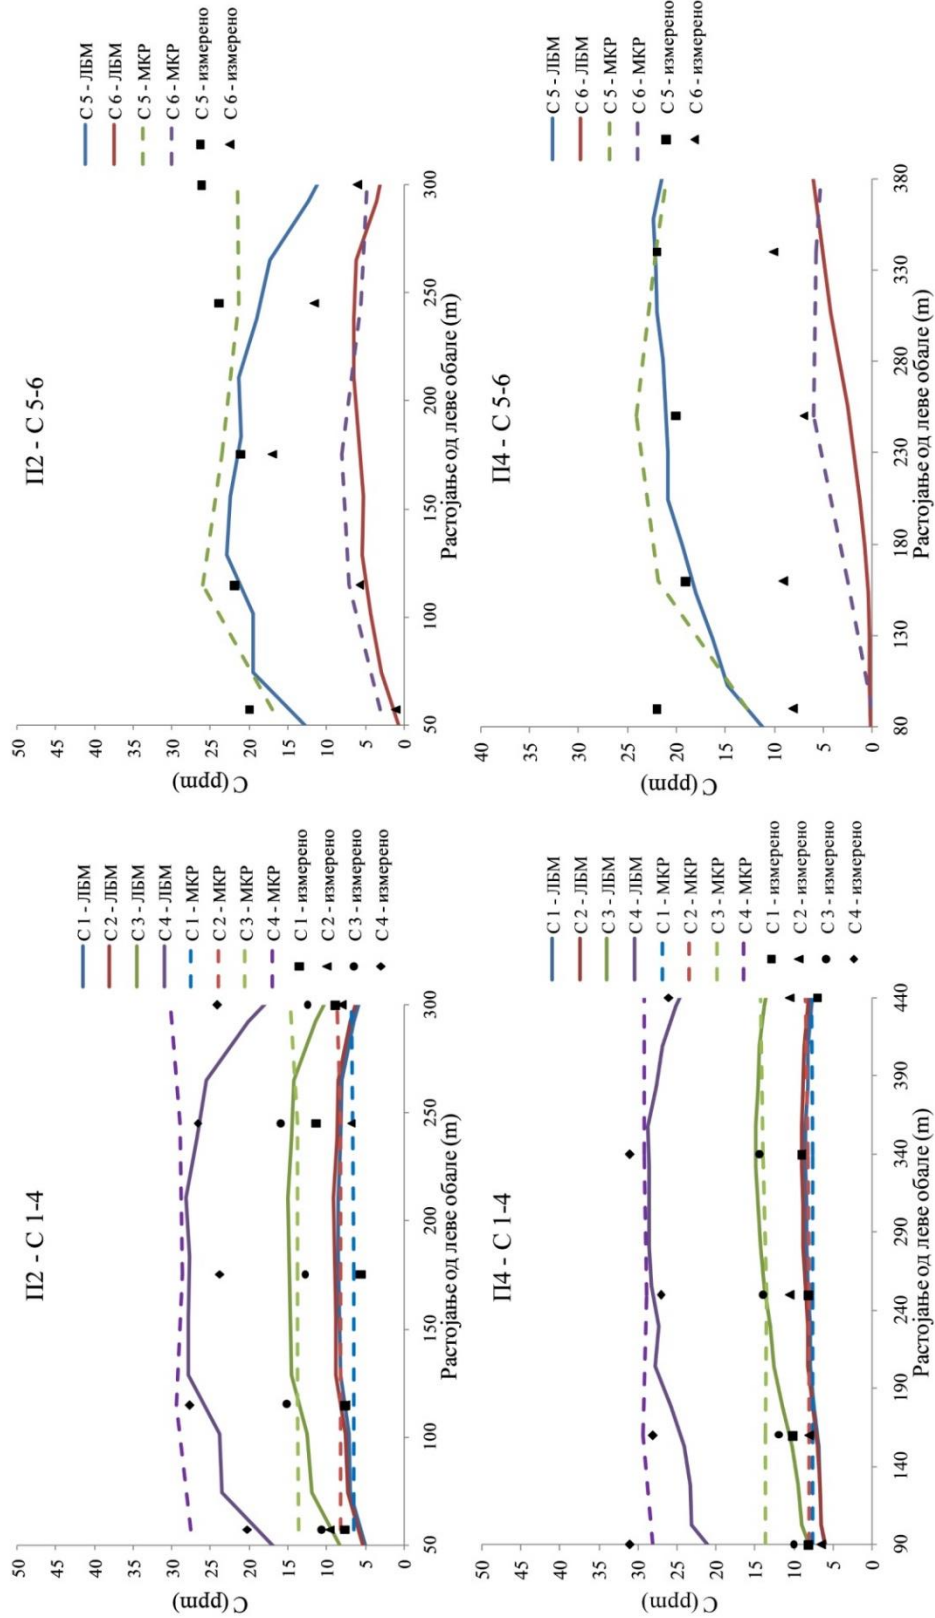 П2 - С 1-4
С (ppm)
50
45
40
35
30
25
20
15
10
5
0
50
100
150
200
250
300
Растојање од леве обале (m)
С 1 - ЛБМ
С 2 - ЛБМ
С 3 - ЛБМ
С 4 - ЛБМ
С 1 - МКР
С 2 - МКР
С 3 - МКР
С 4 - МКР
С 1 - измерено
С 2 - измерено
С 3 - измерено
С 4 - измерено
П2 - С 5-6
С (ppm)
50
45
40
35
30
25
20
15
10
5
0
50
100
150
200
250
300
Растојање од леве обале (m)
С 5 - ЛБМ
С 6 - ЛБМ
С 5 - МКР
С 6 - МКР
С 5 - измерено
С 6 - измерено
П4 - С 1-4
С (ppm)
50
45
40
35
30
25
20
15
10
5
0
90
140
190
240
290
340
390
440
Растојање од леве обале (m)
С 1 - ЛБМ
С 2 - ЛБМ
С 3 - ЛБМ
С 4 - ЛБМ
С 1 - МКР
С 2 - МКР
С 3 - МКР
С 4 - МКР
С 1 - измерено
С 2 - измерено
С 3 - измерено
С 4 - измерено
П4 - С 5-6
С (ppm)
40
35
30
25
20
15
10
5
0
80
130
180
230
280
330
380
Растојање од леве обале (m)
С 5 - ЛБМ
С 6 - ЛБМ
С 5 - МКР
С 6 - МКР
С 5 - измерено
С 6 - измерено